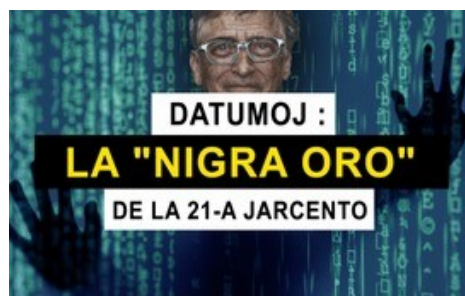 DATUMOJ :
LA "NIGRA ORO"
DE LA 21-A JARCENTO